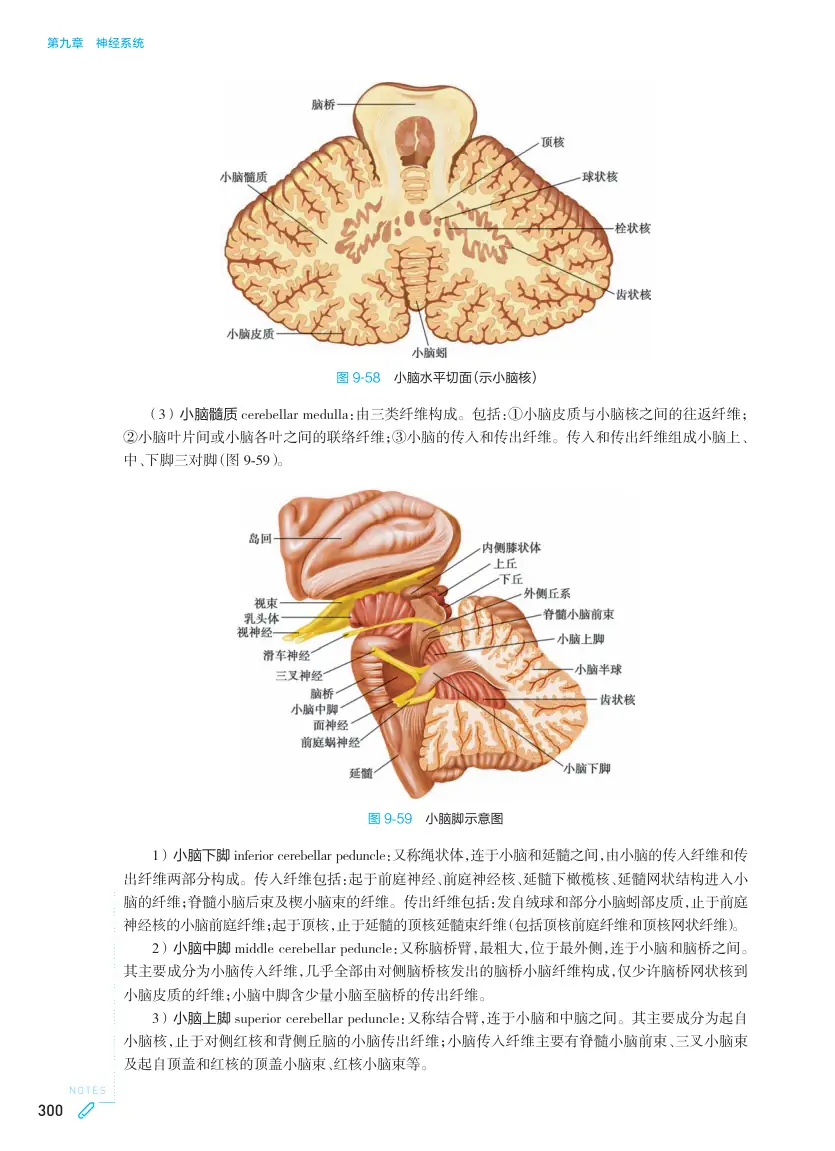 第九章 神经系统
脑桥
顶核
小脑髓质
球状核
栓状核
齿状核
小脑皮质
小脑蚓
图 9-58 小脑水平切面(示小脑核)
（3）小脑髓质 cerebellar medulla:由三类纤维构成。包括:①小脑皮质与小脑核之间的往返纤维;
②小脑叶片间或小脑各叶之间的联络纤维;③小脑的传入和传出纤维。传入和传出纤维组成小脑上、
中、下脚三对脚(图 9-59)。
岛回
内侧膝状体
上丘
下丘
外侧丘系
视束
脊髓小脑前束
乳头体
视神经
小脑上脚
滑车神经
小脑半球
三叉神经
脑桥
齿状核
小脑中脚
面神经
前庭蜗神经
小脑下脚
延髓
图 9-59 小脑脚示意图
1）小脑下脚 inferior cerebellar peduncle:又称绳状体,连于小脑和延髓之间,由小脑的传入纤维和传
出纤维两部分构成。传入纤维包括:起于前庭神经、前庭神经核、延髓下橄榄核、延髓网状结构进入小
脑的纤维;脊髓小脑后束及楔小脑束的纤维。传出纤维包括:发自绒球和部分小脑蚓部皮质,止于前庭
神经核的小脑前庭纤维;起于顶核,止于延髓的顶核延髓束纤维(包括顶核前庭纤维和顶核网状纤维)。
2）小脑中脚 middle cerebellar peduncle:又称脑桥臂,最粗大,位于最外侧,连于小脑和脑桥之间。
其主要成分为小脑传入纤维,几乎全部由对侧脑桥核发出的脑桥小脑纤维构成,仅少许脑桥网状核到
小脑皮质的纤维;小脑中脚含少量小脑至脑桥的传出纤维。
3）小脑上脚 superior cerebellar peduncle:又称结合臂,连于小脑和中脑之间。其主要成分为起自
小脑核,止于对侧红核和背侧丘脑的小脑传出纤维;小脑传入纤维主要有脊髓小脑前束、三叉小脑束
及起自顶盖和红核的顶盖小脑束、红核小脑束等。
NOTES
300